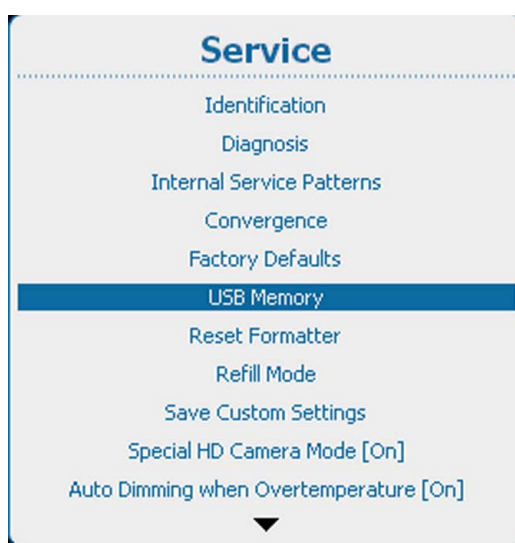 Service
Identification
Diagnosis
Internal Service Patterns
Convergence
Factory Defaults
USB Memory
Reset Formatter
Refill Mode
Save Custom Settings
Special HD Camera Mode [On]
Auto Dimming when Overtemperature [On]